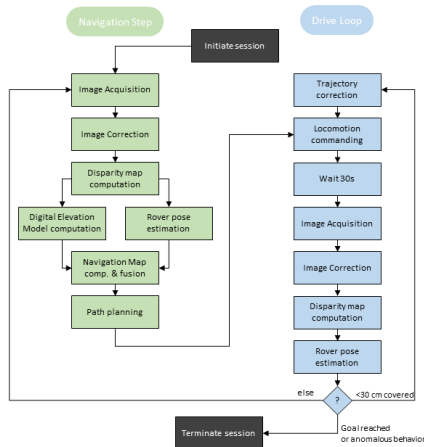 Navigation Step
Drive Loop
Initiate session
Image Acquisition
Image Correction
Disparity map
computation
Digital Elevation
Model computation
Rover pose
estimation
Navigation Map
comp. & fusion
Path planning
Trajectory
correction
Locomotion
commanding
Wait 30s
Image Acquisition
Image Correction
Disparity map
computation
Rover pose
estimation
else
?
<30 cm covered
Terminate session
Goal reached
or anomalous behavior